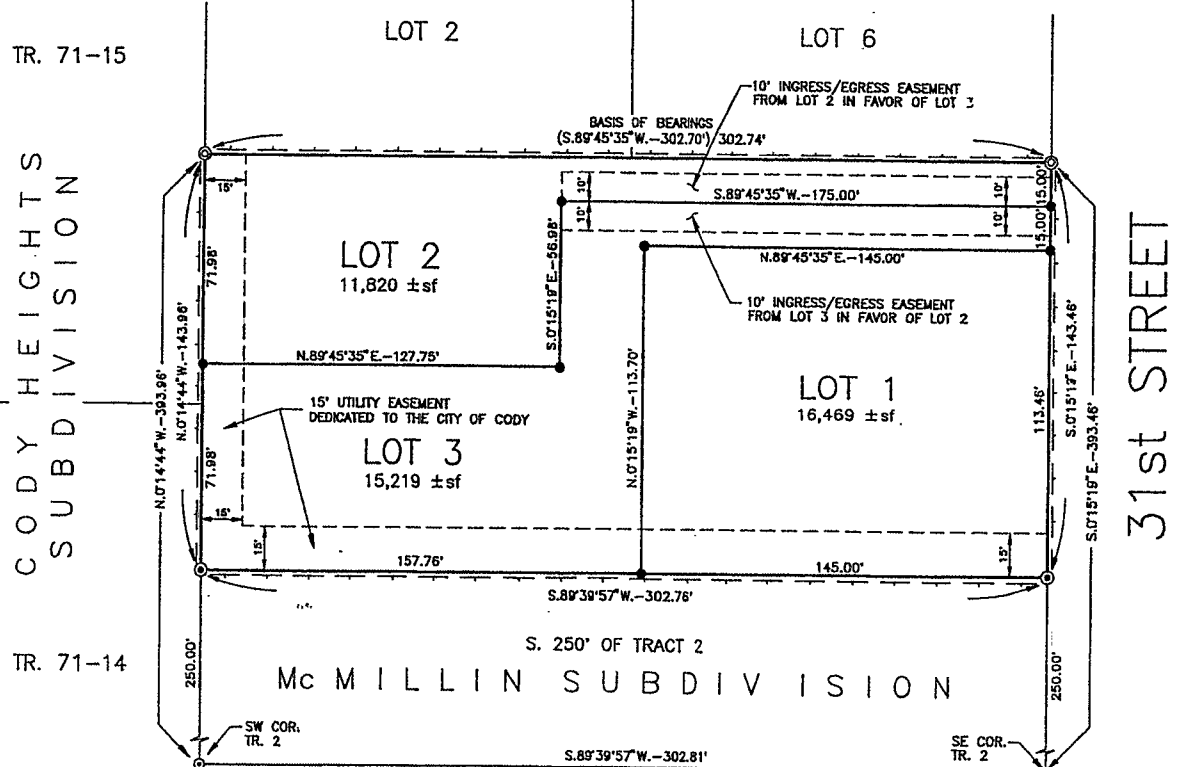 TR. 71-15
LOT 2
LOT 6
10' INGRESS/EGRESS EASEMENT
FROM LOT 2 IN FAVOR OF LOT 3
BASIS OF BEARINGS
(S.89°45'35"W.-302.70') 302.74'
15'
10'
10'
S.89°45'35"W.-175.00'
10'
10'
15.00'
15.00'
CODY HEIGHTS
SUBDIVISION
LOT 2
11,820 ±sf
71.98'
S.0°15'19"E.-56.98'
N.89°45'35"E.-145.00'
10' INGRESS/EGRESS EASEMENT
FROM LOT 3 IN FAVOR OF LOT 2
N.0°14'44"W.-393.96'
N.0°14'44"W.-143.96'
N.89°45'35"E.-127.75'
N.0°15'19"W.-113.70'
LOT 1
16,469 ±sf
113.46'
S.0°15'19"E.-143.46'
S.0°15'19"E.-393.46'
31st STREET
15' UTILITY EASEMENT
DEDICATED TO THE CITY OF CODY
71.98'
LOT 3
15,219 ±sf
15'
15'
15'
157.76'
145.00'
S.89°39'57"W.-302.76'
S. 250' OF TRACT 2
TR. 71-14
250.00'
McMILLIN SUBDIVISION
250.00'
SW COR.
TR. 2
S.89°39'57"W.-302.81'
SE COR.
TR. 2